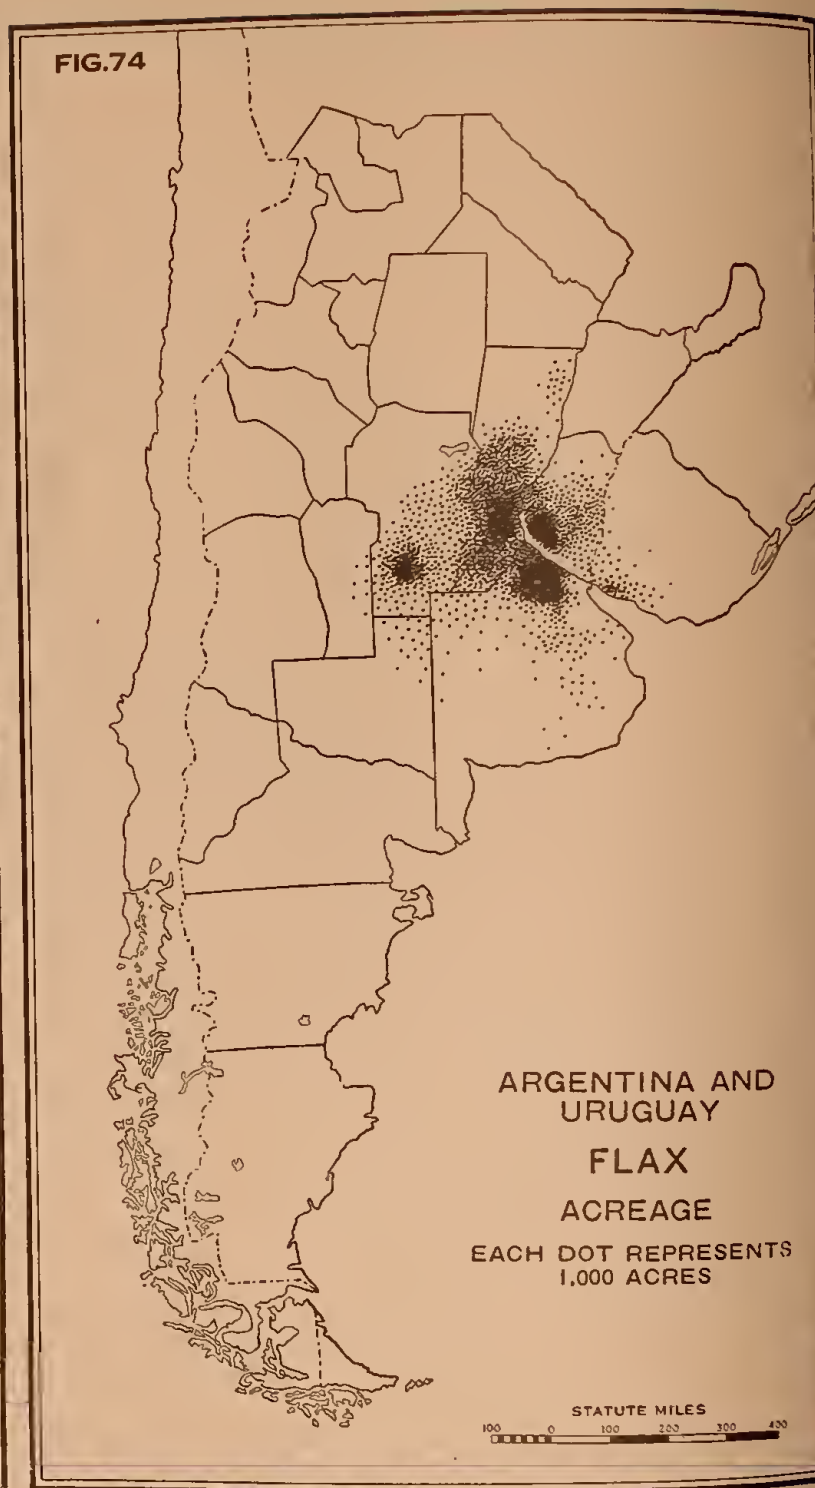 FIG.74
ARGENTINA AND
URUGUAY
FLAX
ACREAGE
EACH DOT REPRESENTS
1.000 ACRES
STATUTE MILES
100 0 100 200 300 400